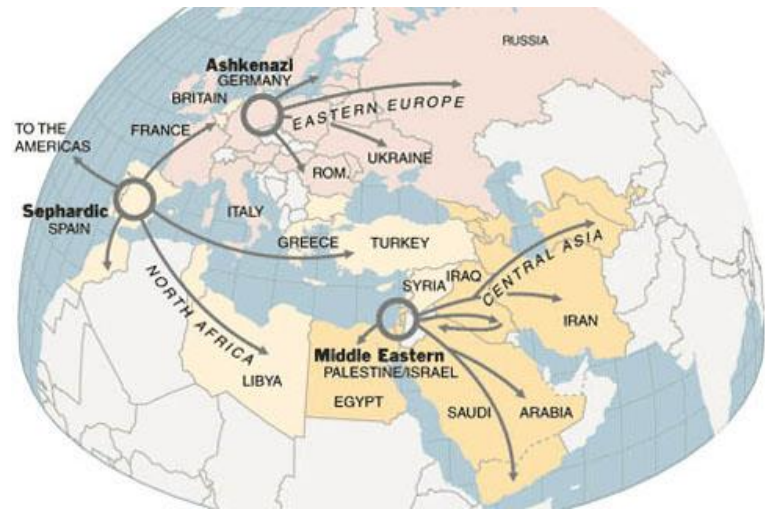 RUSSIA
Ashkenazi
GERMANY
BRITAIN
EASTERN EUROPE
TO THE
AMERICAS
FRANCE
UKRAINE
ROM.
Sephardic
SPAIN
ITALY
GREECE
TURKEY
SYRIA
IRAQ
CENTRAL ASIA
NORTH AFRICA
IRAN
Middle Eastern
PALESTINE/ISRAEL
LIBYA
EGYPT
SAUDI ARABIA